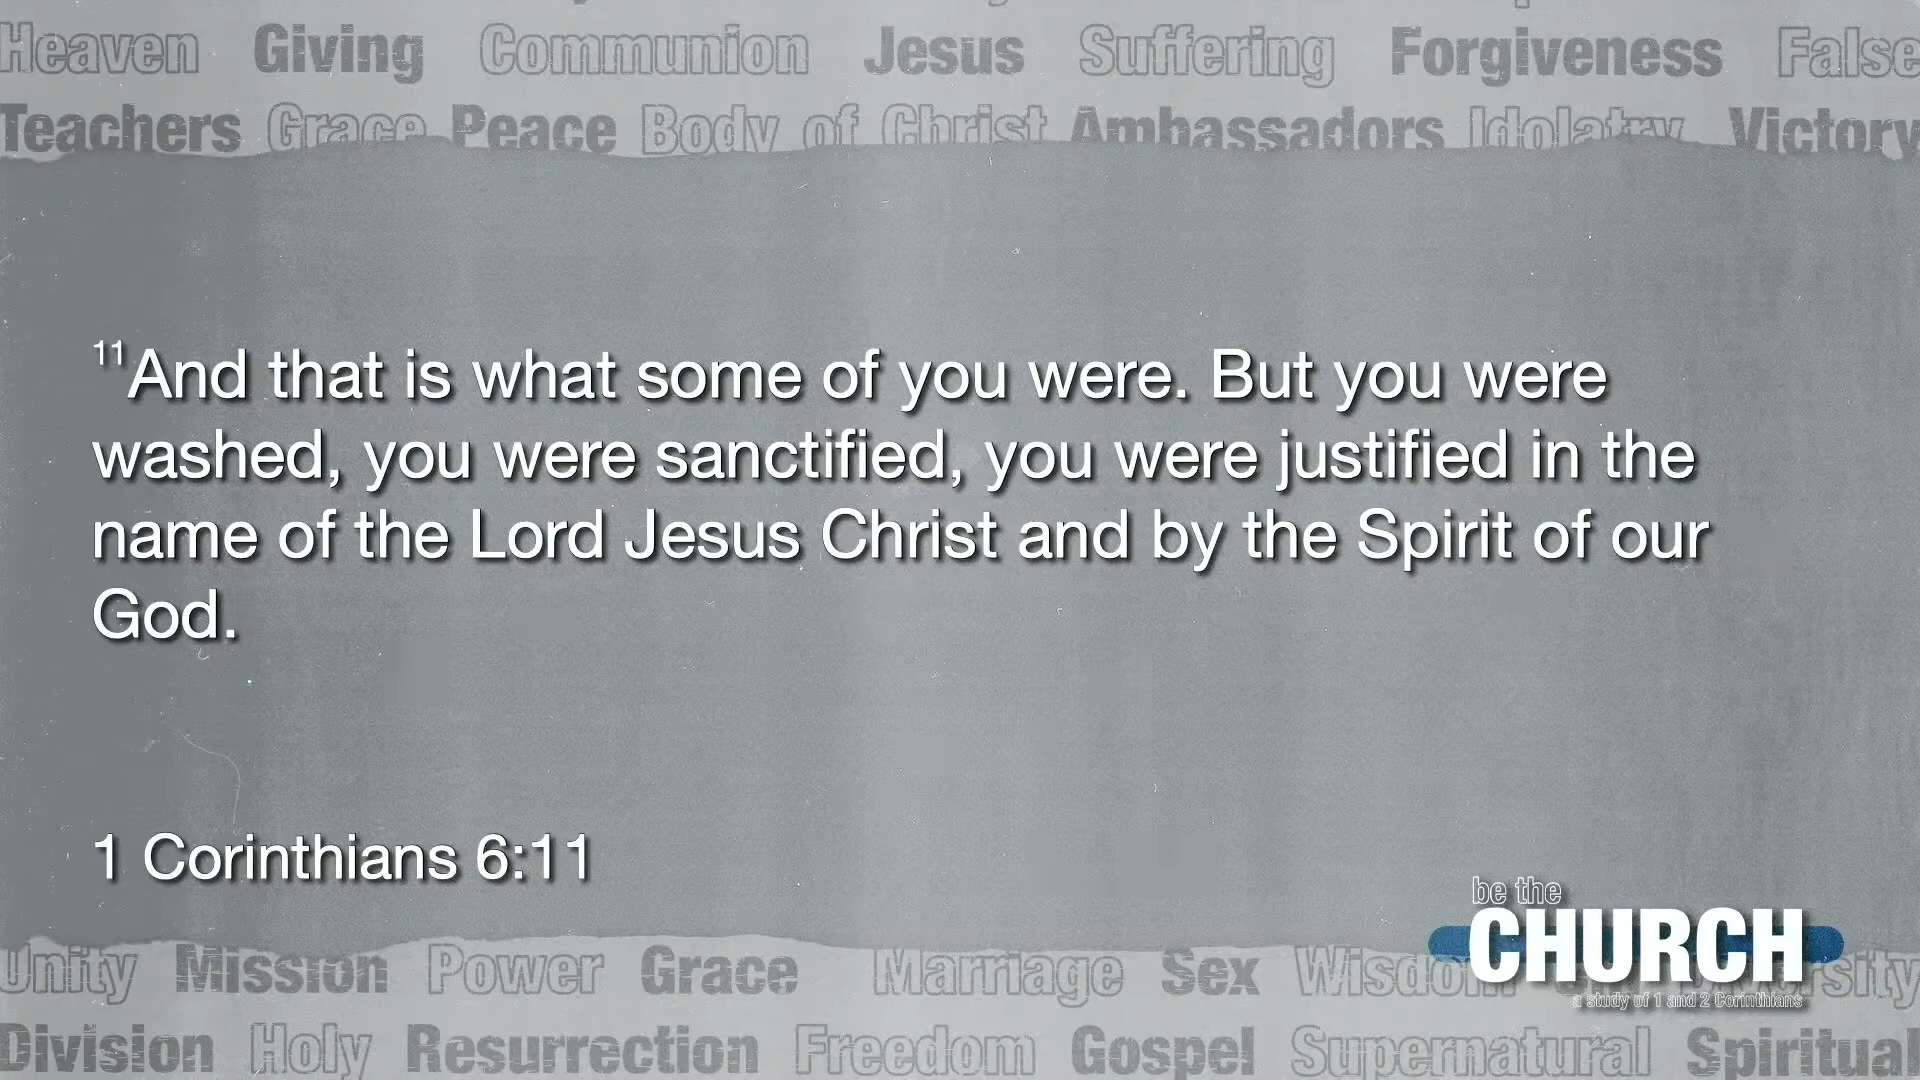 Heaven Giving Communion Jesus Suffering Forgiveness False
Teachers Grace Peace Body of Christ Ambassadors Idolatry Victory
11 And that is what some of you were. But you were
washed, you were sanctified, you were justified in the
name of the Lord Jesus Christ and by the Spirit of our
God.
1 Corinthians 6:11
be the
CHURCH
a study of 1 and 2 Corinthians
Unity Mission Power Grace Marriage Sex
Division Holy Resurrection Freedom Gospel Supernatural Spiritual